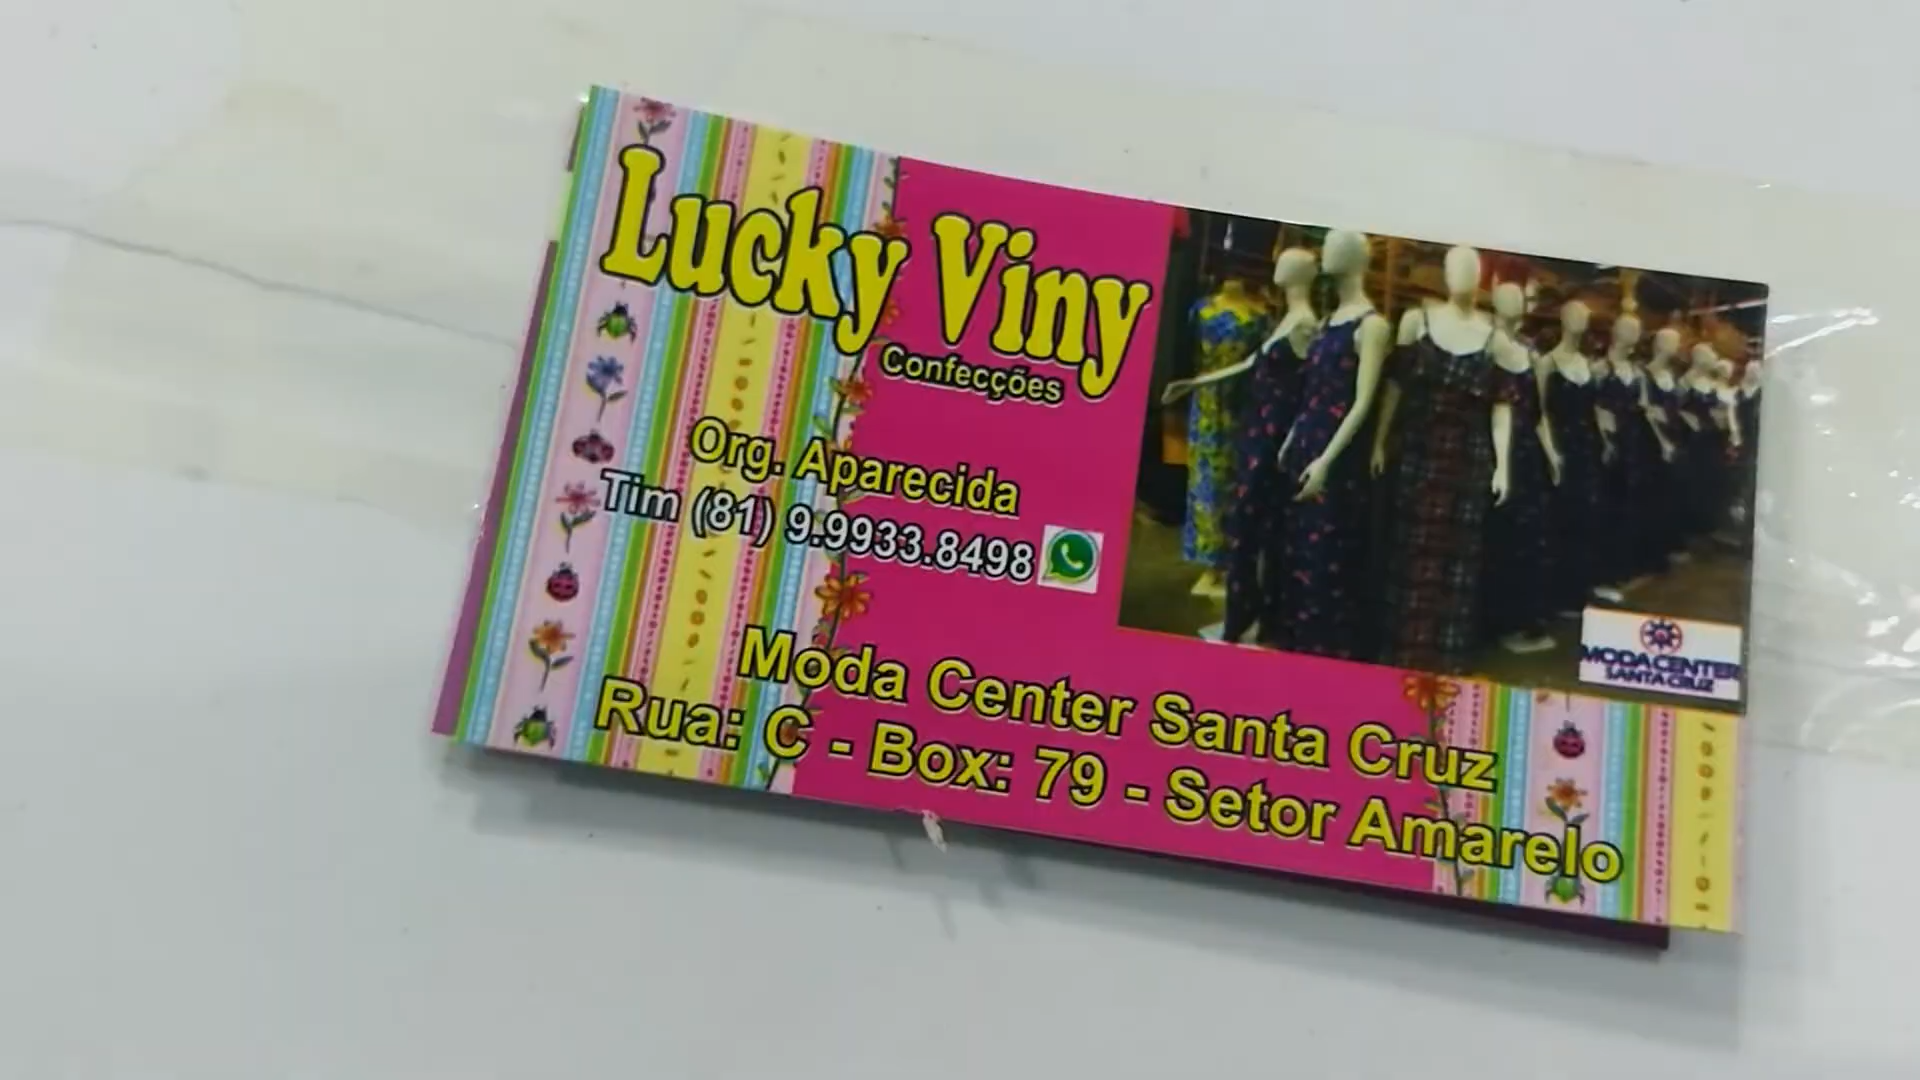 Lucky Viny
Confecções
Org. Aparecida
Tim (81) 9.9933.8498
MODA CENTER
SANTA CRUZ
Moda Center Santa Cruz
Rua: C - Box: 79 - Setor Amarelo